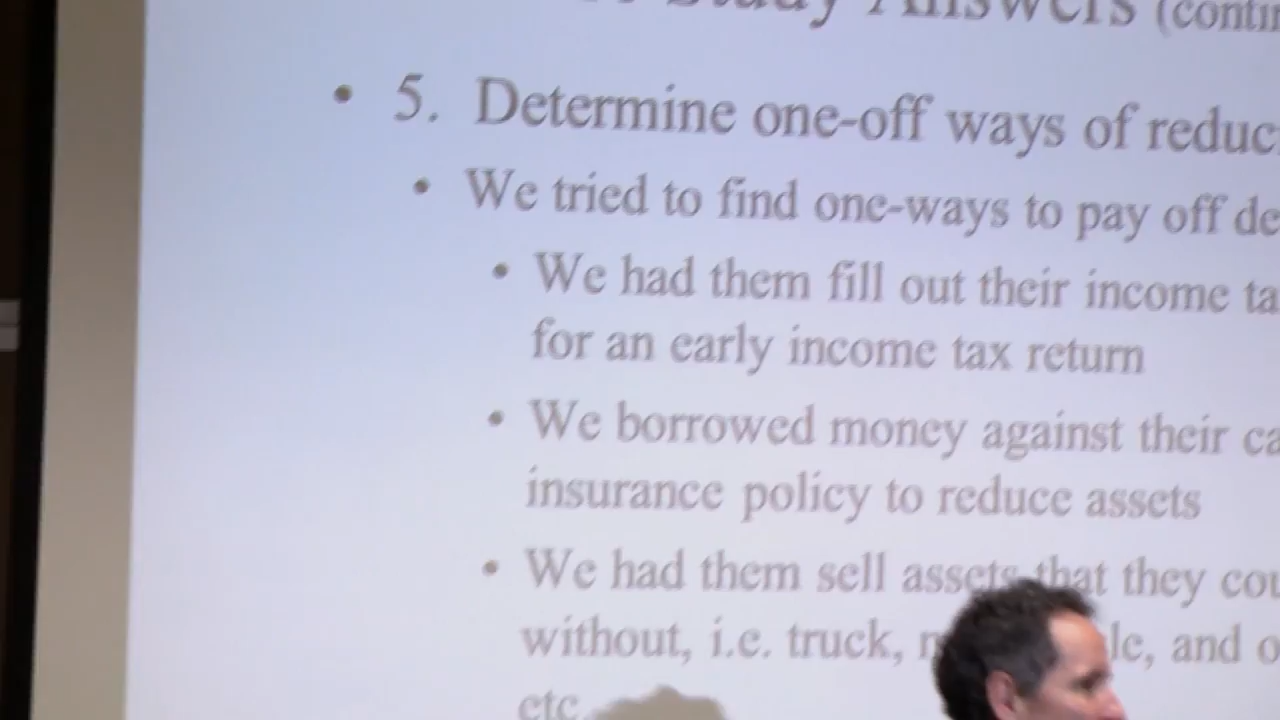 Study Answers (contin
• 5. Determine one-off ways of reduc
• We tried to find one-ways to pay off de
• We had them fill out their income ta
for an early income tax return
• We borrowed money against their ca
insurance policy to reduce assets
• We had them sell assets that they cou
without, i.e. truck, le, and o
etc